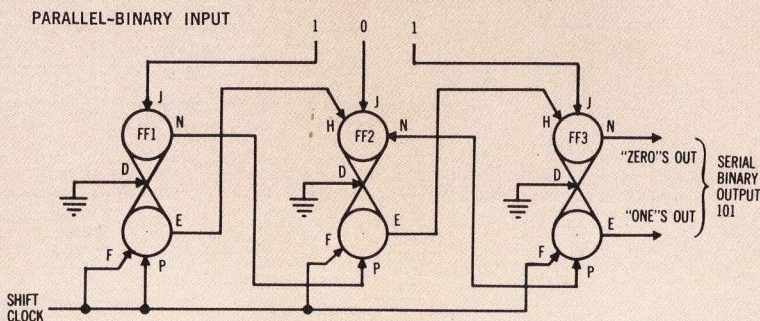 PARALLEL-BINARY INPUT
1 0 1
J J J
FF1 N H FF2 N H FF3 N
"ZERO"S OUT
D D D
SERIAL
BINARY
OUTPUT
101
"ONE"S OUT
E E E
F P F P F P
SHIFT
CLOCK